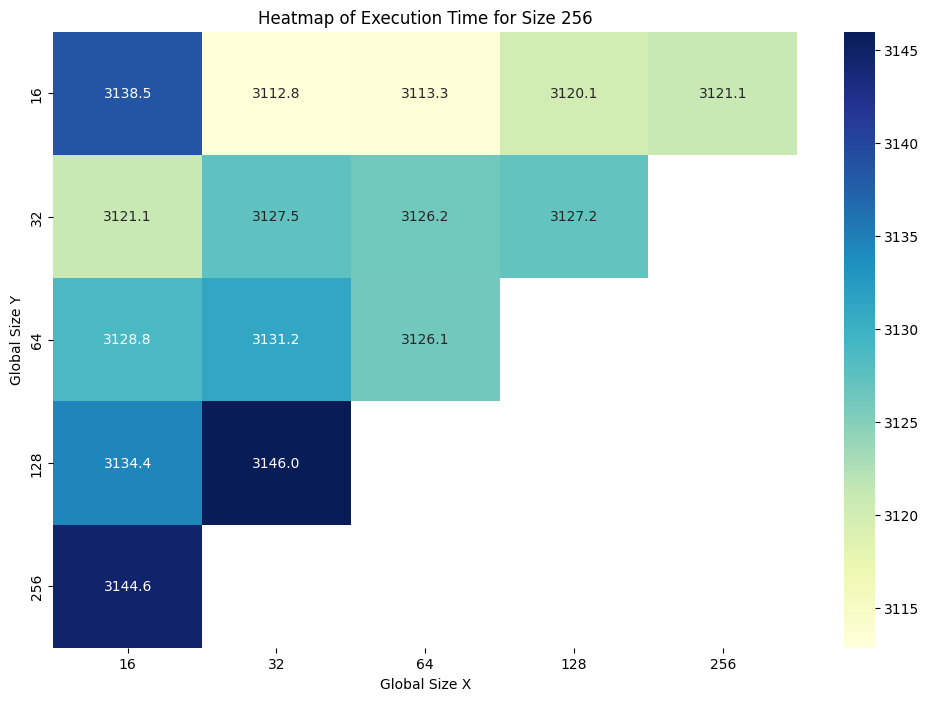 Heatmap of Execution Time for Size 256
16 3138.5 3112.8 3113.3 3120.1 3121.1
32 3121.1 3127.5 3126.2 3127.2
64 3128.8 3131.2 3126.1
128 3134.4 3146.0
256 3144.6
16 32 64 128 256
Global Size X
Global Size Y
3145
3140
3135
3130
3125
3120
3115